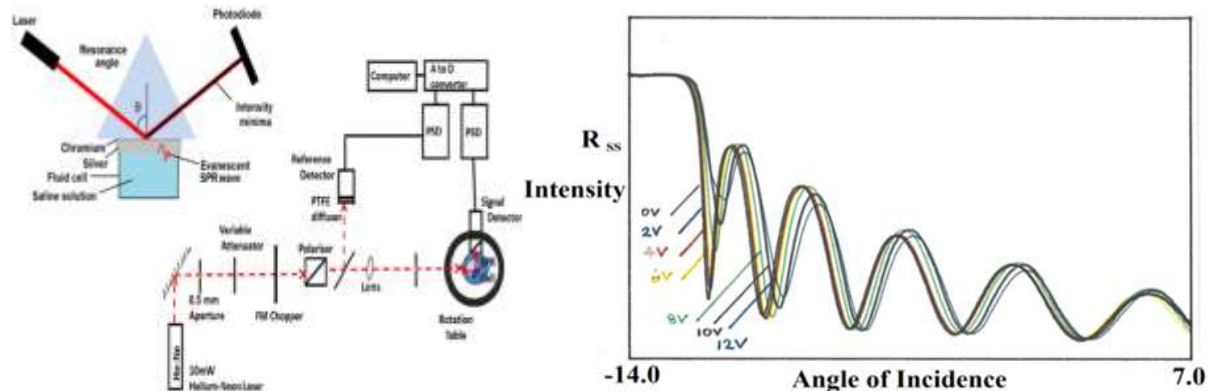 Laser
Photodiode
Resonance
angle
θ
Intensity
minima
Chromium
Silver
Fluid cell
Saline solution
Evanescent
SPR wave
Computer
A to D
converter
PSD
PSD
Reference
Detector
PTFE
diffuser
Signal
Detector
Variable
Attenuator
Polariser
0.5 mm
Aperture
FM Chopper
Lens
Rotation
Table
He-Ne
10mW
Helium-Neon Laser
R ss
Intensity
0V
2V
4V
6V
8V
10V
12V
-14.0
Angle of Incidence
7.0